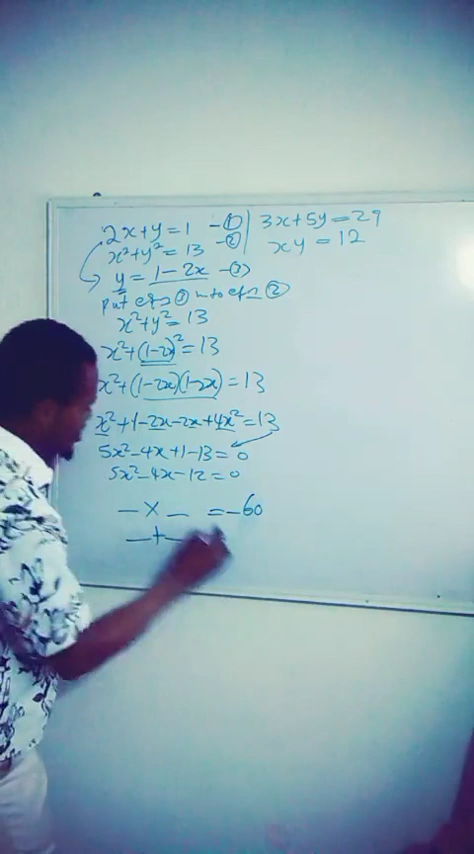 2x+y=1 -①
x²+y²=13 -②
y=1-2x -③
put eqn ③ into eqn ②
x²+y²=13
x²+(1-2x)²=13
x²+(1-2x)(1-2x)=13
x²+1-2x-2x+4x²=13
5x²-4x+1-13=0
5x²-4x-12=0
_ x _ = -60
_ + _
3x+5y=29
xy=12